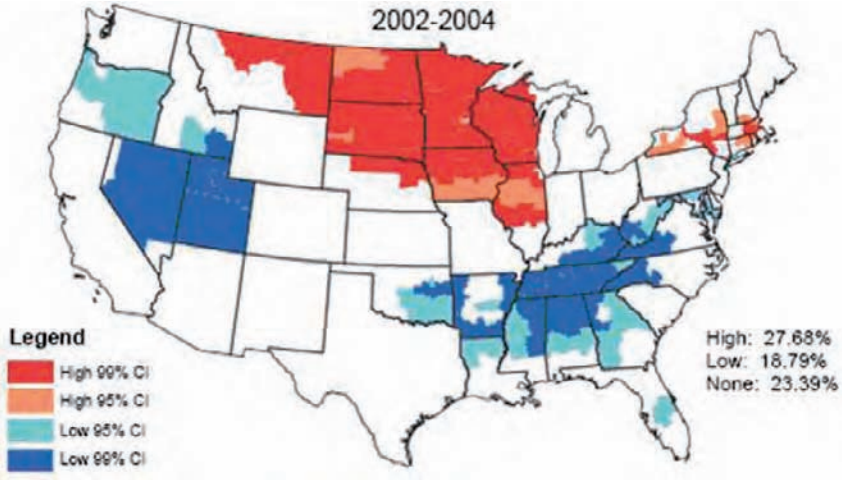 2002-2004
High: 27.68%
Low: 18.79%
None: 23.39%
Legend
High 99% CI
High 95% CI
Low 95% CI
Low 99% CI